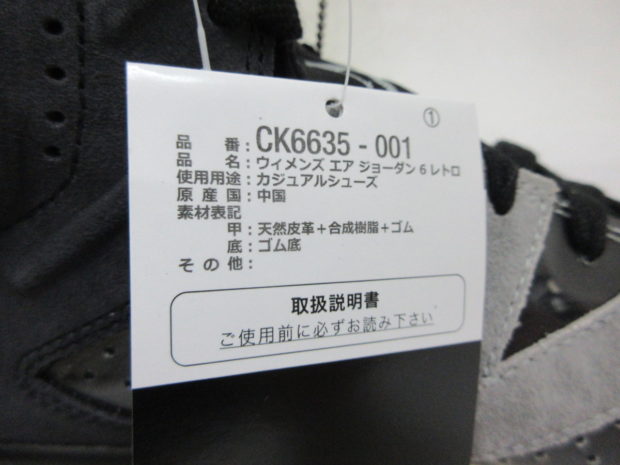 ①
品番：CK6635 - 001
品名：ウィメンズ エア ジョーダン 6 レトロ
使用用途：カジュアルシューズ
原産国：中国
素材表記
甲：天然皮革＋合成樹脂＋ゴム
底：ゴム底
その他：
取扱説明書
ご使用前に必ずお読み下さい